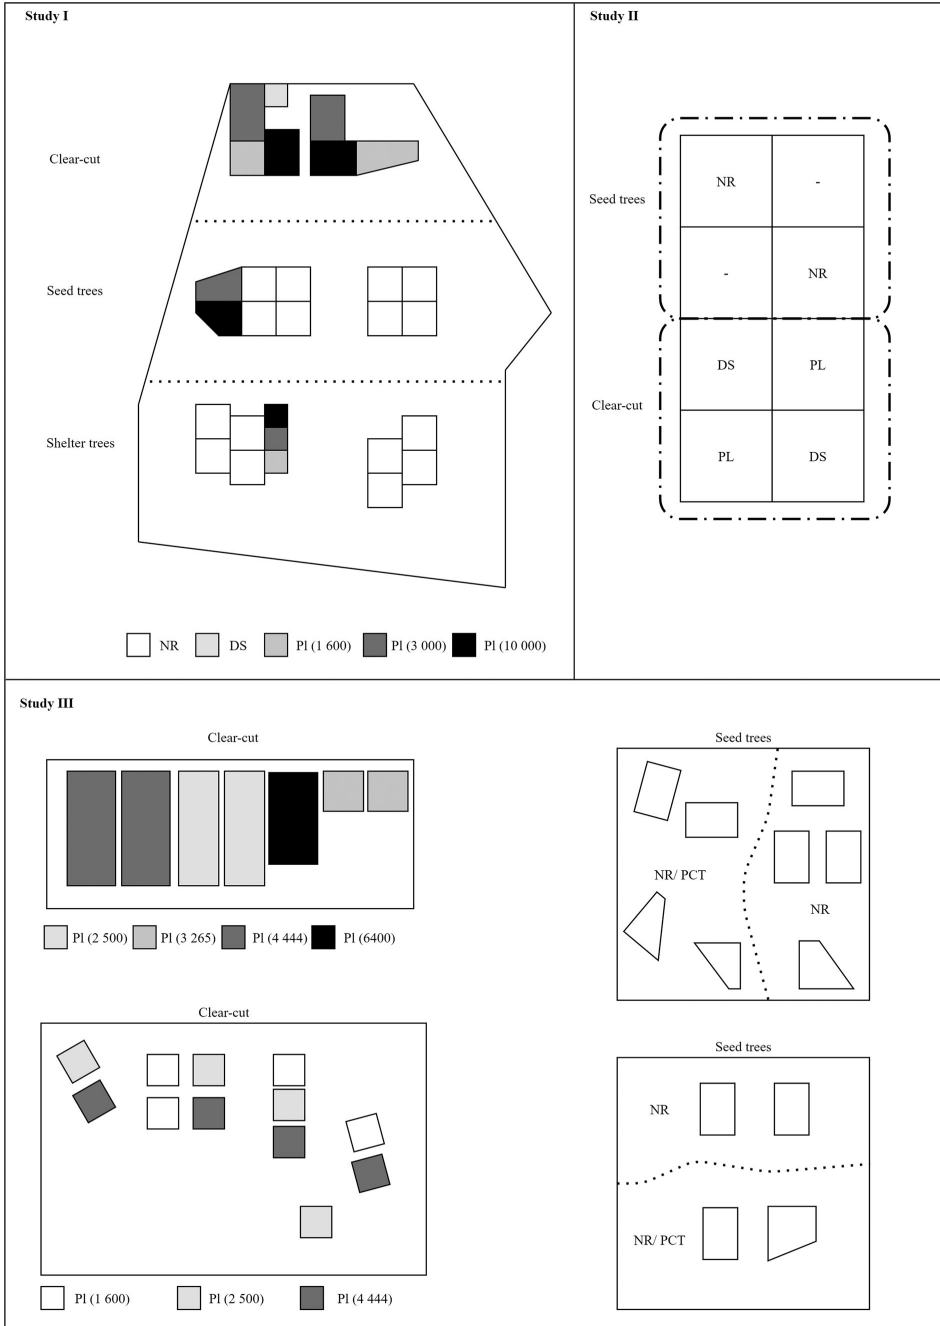 Study I
Clear-cut
Seed trees
Shelter trees
NR
DS
Pl (1 600)
Pl (3 000)
Pl (10 000)
Study II
Seed trees
NR
-
-
NR
Clear-cut
DS
PL
PL
DS
Study III
Clear-cut
Pl (2 500)
Pl (3 265)
Pl (4 444)
Pl (6400)
Seed trees
NR/ PCT
NR
Clear-cut
Pl (1 600)
Pl (2 500)
Pl (4 444)
Seed trees
NR
NR/ PCT